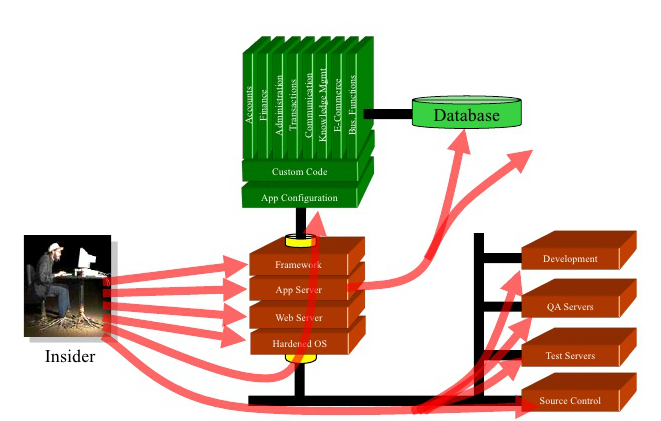 Accounts
Finance
Administration
Transactions
Communication
Knowledge Mgmt
E-Commerce
Bus. Functions
Database
Custom Code
App Configuration
Framework
App Server
Web Server
Hardened OS
Insider
Development
QA Servers
Test Servers
Source Control